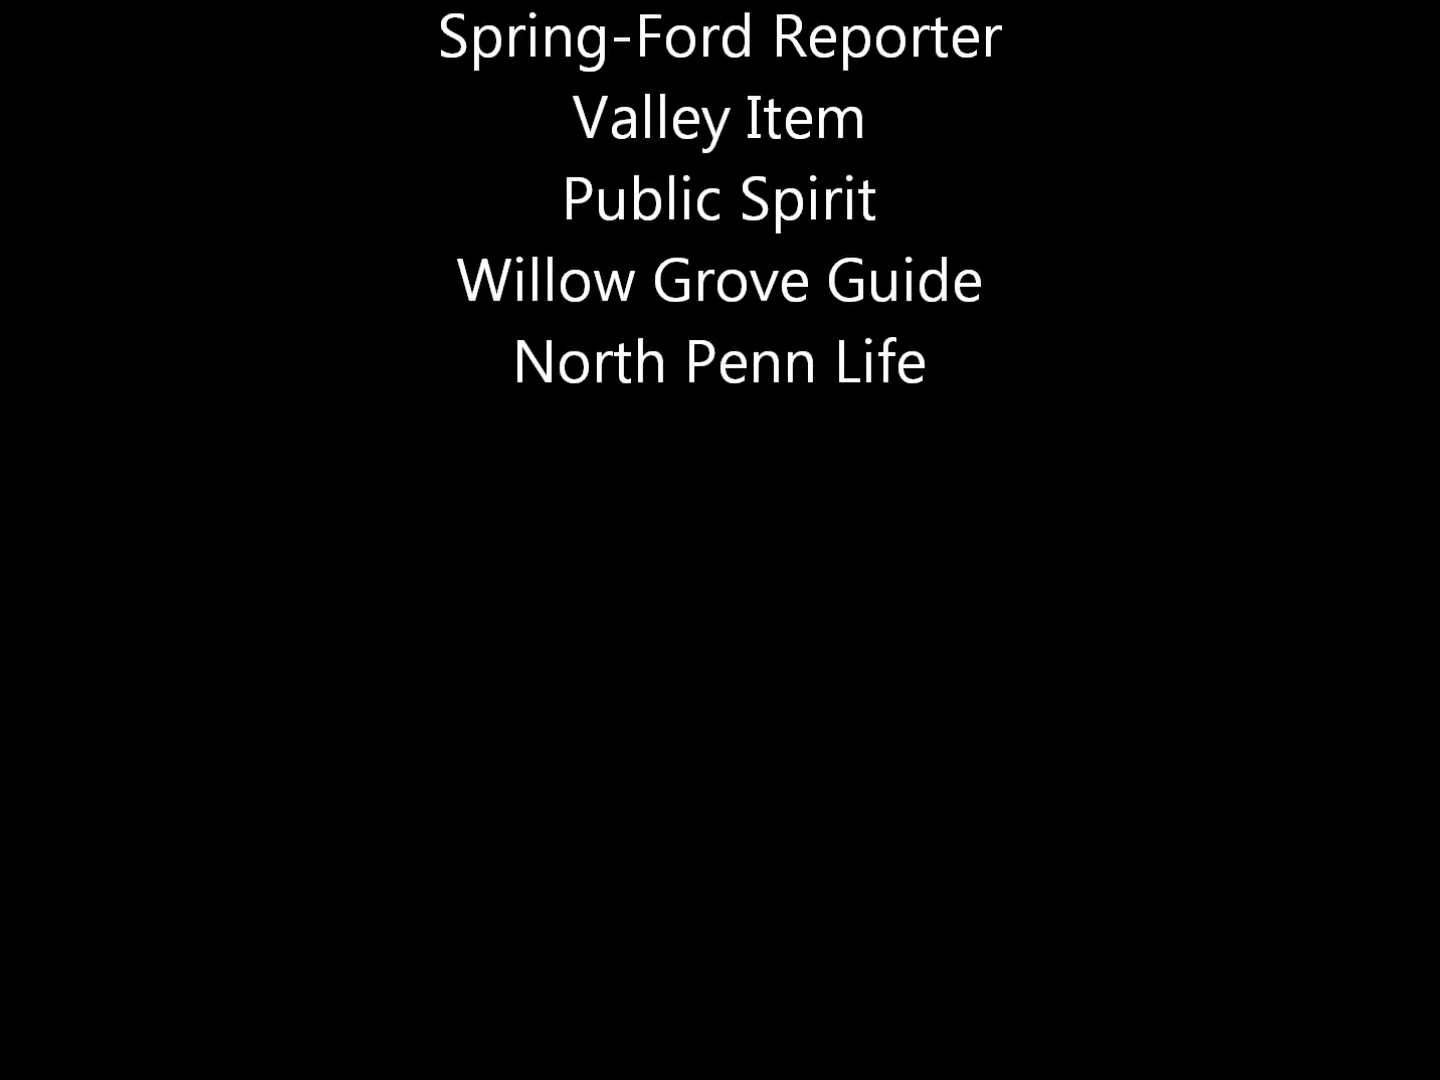 Spring-Ford Reporter
Valley Item
Public Spirit
Willow Grove Guide
North Penn Life